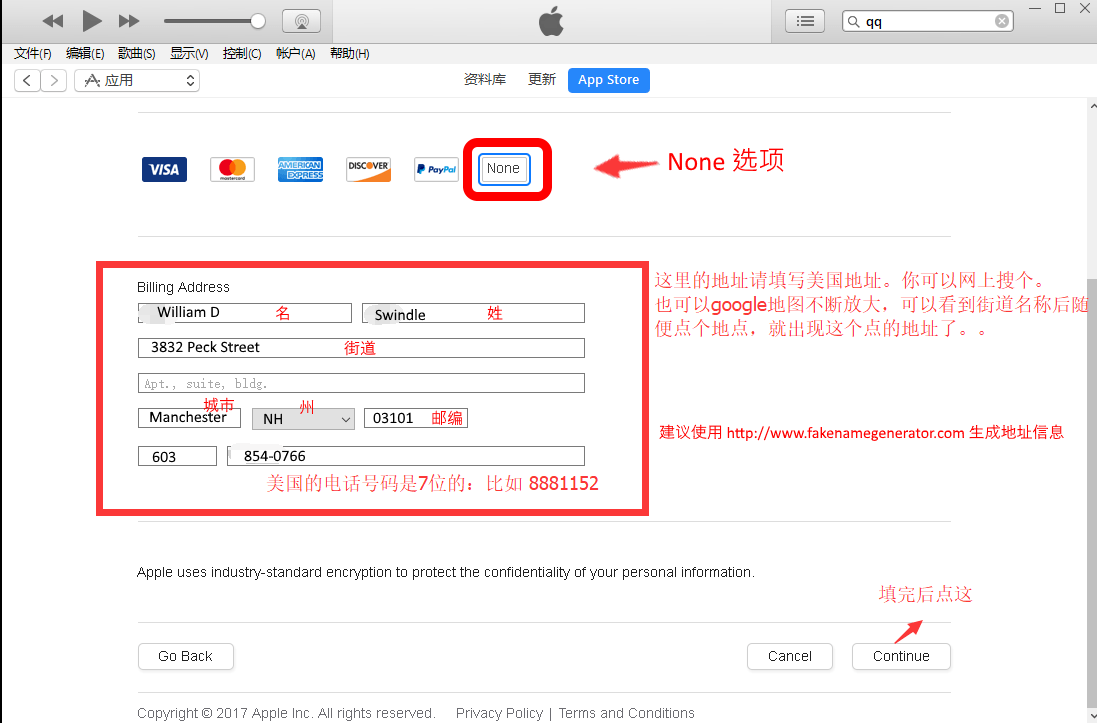 qq
文件(F) 编辑(E) 歌曲(S) 显示(V) 控制(C) 帐户(A) 帮助(H)
应用 资料库 更新 App Store
VISA mastercard AMERICAN EXPRESS DISCOVER PayPal None
None 选项
Billing Address
William D 名 Swindle 姓
3832 Peck Street 街道
Apt., suite, bldg.
城市 州
Manchester NH 03101 邮编
603 854-0766
美国的电话号码是7位的：比如 8881152
这里的地址请填写美国地址。你可以网上搜个。
也可以google地图不断放大，可以看到街道名称后随
便点个地点，就出现这个点的地址了。。
建议使用 http://www.fakenamegenerator.com 生成地址信息
Apple uses industry-standard encryption to protect the confidentiality of your personal information.
填完后点这
Go Back Cancel Continue
Copyright © 2017 Apple Inc. All rights reserved. Privacy Policy | Terms and Conditions